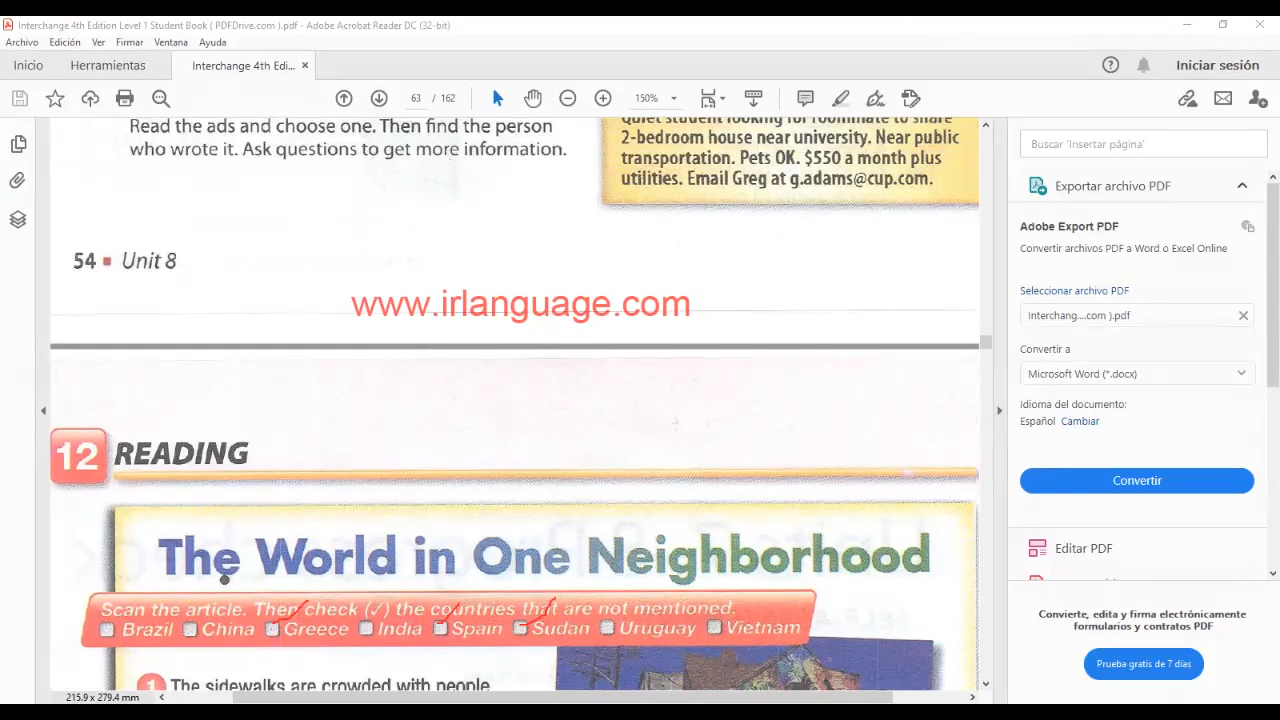 Interchange 4th Edition Level 1 Student Book ( PDFDrive.com ).pdf - Adobe Acrobat Reader DC (32-bit)
Archivo Edición Ver Firmar Ventana Ayuda
Inicio Herramientas Interchange 4th Edi... × Iniciar sesión
63 / 162 150%
Read the ads and choose one. Then find the person
who wrote it. Ask questions to get more information.
Quiet student looking for roommate to share
2-bedroom house near university. Near public
transportation. Pets OK. $550 a month plus
utilities. Email Greg at g.adams@cup.com.
54 ■ Unit 8
www.irlanguage.com
12 READING
The World in One Neighborhood
Scan the article. Then check (✓) the countries that are not mentioned.
Brazil China Greece India Spain Sudan Uruguay Vietnam
1 The sidewalks are crowded with people
215.9 x 279.4 mm
Buscar 'Insertar página'
Exportar archivo PDF
Adobe Export PDF
Convertir archivos PDF a Word o Excel Online
Seleccionar archivo PDF
Interchang....com ).pdf
Convertir a
Microsoft Word (*.docx)
Idioma del documento:
Español Cambiar
Convertir
Editar PDF
Convierte, edita y firma electrónicamente
formularios y contratos PDF
Prueba gratis de 7 días